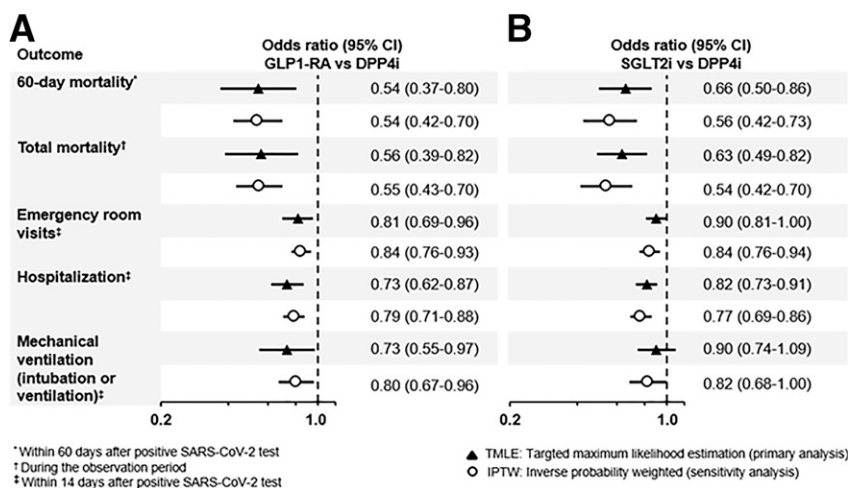 A
B
Outcome
Odds ratio (95% CI)
GLP1-RA vs DPP4i
Odds ratio (95% CI)
SGLT2i vs DPP4i
60-day mortality*
0.54 (0.37-0.80)
0.66 (0.50-0.86)
0.54 (0.42-0.70)
0.56 (0.42-0.73)
Total mortality†
0.56 (0.39-0.82)
0.63 (0.49-0.82)
0.55 (0.43-0.70)
0.54 (0.42-0.70)
Emergency room
visits‡
0.81 (0.69-0.96)
0.90 (0.81-1.00)
0.84 (0.76-0.93)
0.84 (0.76-0.94)
Hospitalization‡
0.73 (0.62-0.87)
0.82 (0.73-0.91)
0.79 (0.71-0.88)
0.77 (0.69-0.86)
Mechanical
ventilation
(intubation or
ventilation)‡
0.73 (0.55-0.97)
0.90 (0.74-1.09)
0.80 (0.67-0.96)
0.82 (0.68-1.00)
0.2
1.0
0.2
1.0
* Within 60 days after positive SARS-CoV-2 test
† During the observation period
‡ Within 14 days after positive SARS-CoV-2 test
TMLE: Targted maximum likelihood estimation (primary analysis)
IPTW: Inverse probability weighted (sensitivity analysis)